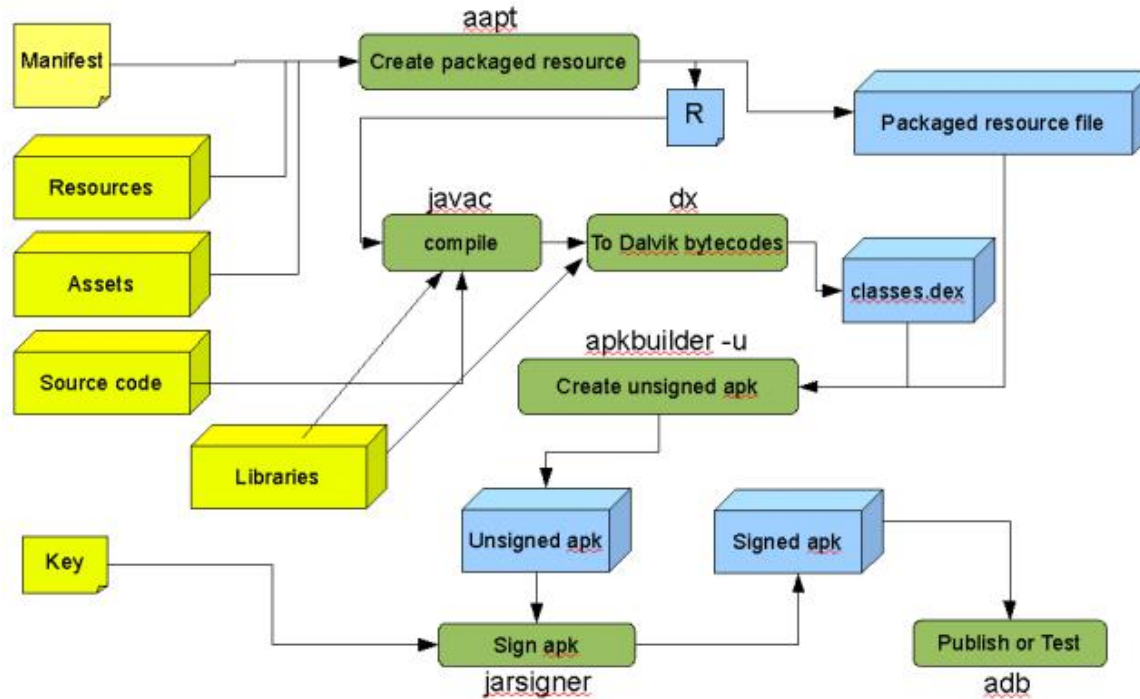 aapt
Manifest
Create packaged resource
R
Packaged resource file
Resources
javac
dx
compile
To Dalvik bytecodes
Assets
classes.dex
apkbuilder -u
Source code
Create unsigned apk
Libraries
Unsigned apk
Signed apk
Key
Sign apk
jarsigner
Publish or Test
adb